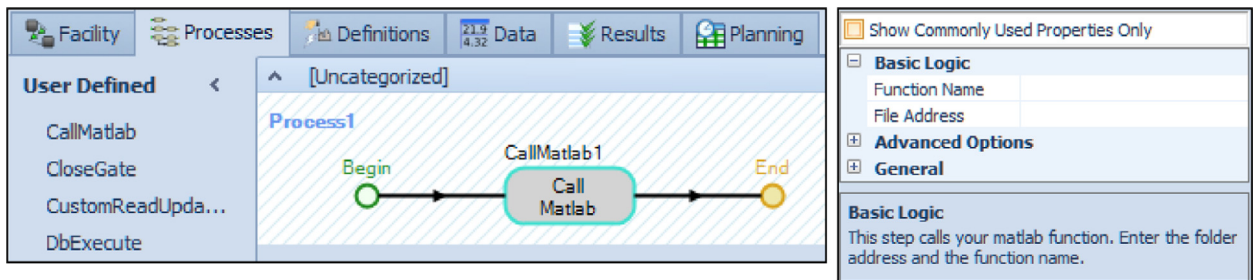 Facility Processes Definitions 21.9 4.32 Data Results Planning
User Defined
[Uncategorized]
CallMatlab
CloseGate
CustomReadUpda...
DbExecute
Process1
Begin
CallMatlab1
Call
Matlab
End
Show Commonly Used Properties Only
Basic Logic
Function Name
File Address
Advanced Options
General
Basic Logic
This step calls your matlab function. Enter the folder
address and the function name.